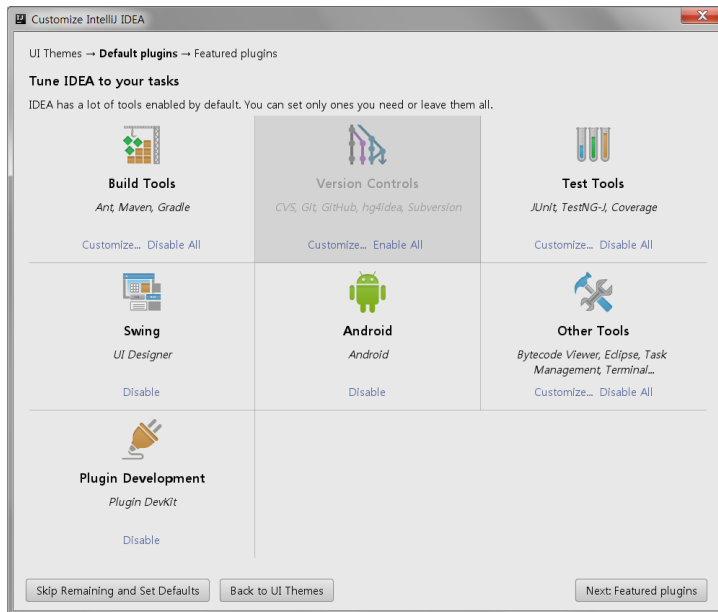 Customize IntelliJ IDEA
UI Themes → Default plugins → Featured plugins
Tune IDEA to your tasks
IDEA has a lot of tools enabled by default. You can set only ones you need or leave them all.
Build Tools
Ant, Maven, Gradle
Customize... Disable All
Version Controls
CVS, Git, GitHub, hg4idea, Subversion
Customize... Enable All
Test Tools
JUnit, TestNG-J, Coverage
Customize... Disable All
Swing
UI Designer
Disable
Android
Android
Disable
Other Tools
Bytecode Viewer, Eclipse, Task
Management, Terminal...
Customize... Disable All
Plugin Development
Plugin DevKit
Disable
Skip Remaining and Set Defaults
Back to UI Themes
Next: Featured plugins